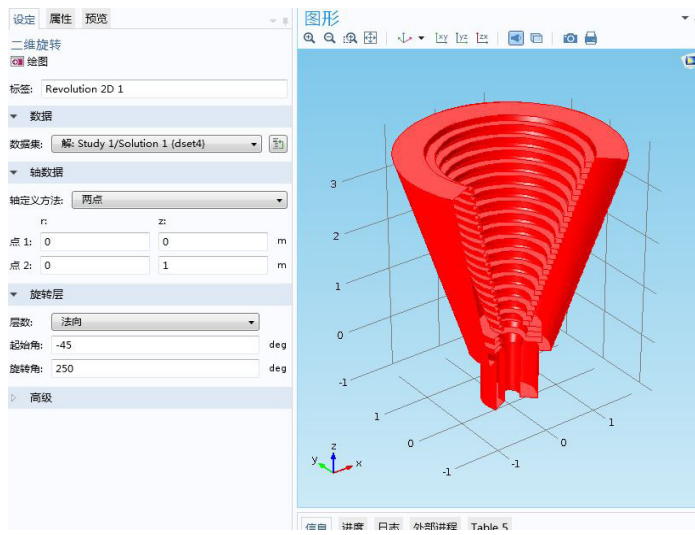 设定 属性 预览
二维旋转
绘图
标签: Revolution 2D 1
数据
数据集: 解: Study 1/Solution 1 (dset4)
轴数据
轴定义方法: 两点
r: z:
点 1: 0 0 m
点 2: 0 1 m
旋转层
层数: 法向
起始角: -45 deg
旋转角: 250 deg
高级
图形
xy yz zx
3
2
1
0
-1
1
0
-1
-1
0
1
z
y x
信息 进度 日志 外部进程 Table 5